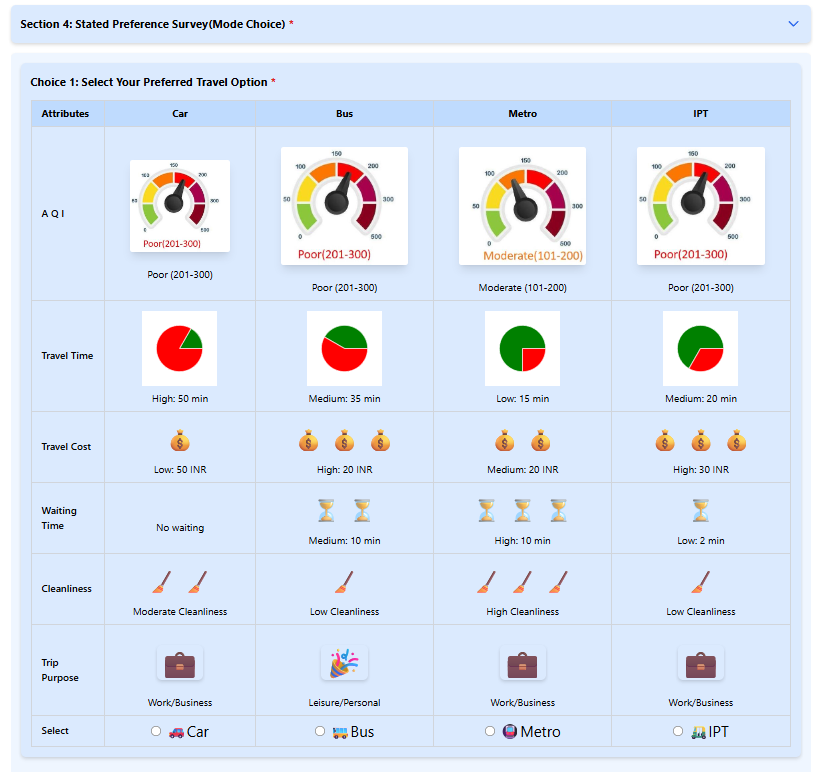 Section 4: Stated Preference Survey(Mode Choice) *
Choice 1: Select Your Preferred Travel Option *
Attributes Car Bus Metro IPT
A Q I
0 50 100 150 200 300 500
Poor(201-300)
Poor (201-300)
0 50 100 150 200 300 500
Poor(201-300)
Poor (201-300)
0 50 100 150 200 300 500
Moderate(101-200)
Moderate (101-200)
0 50 100 150 200 300 500
Poor(201-300)
Poor (201-300)
Travel Time
High: 50 min Medium: 35 min Low: 15 min Medium: 20 min
Travel Cost
Low: 50 INR High: 20 INR Medium: 20 INR High: 30 INR
Waiting
Time
No waiting Medium: 10 min High: 10 min Low: 2 min
Cleanliness
Moderate Cleanliness Low Cleanliness High Cleanliness Low Cleanliness
Trip
Purpose
Work/Business Leisure/Personal Work/Business Work/Business
Select Car Bus Metro IPT